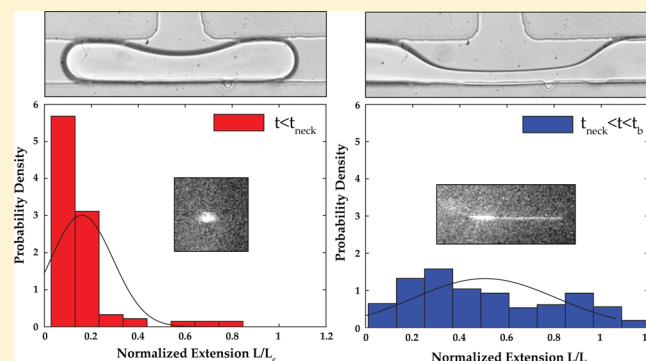 6
5
4
3
2
1
0
Probability Density
t<t_neck
0 0.2 0.4 0.6 0.8 1 1.2
Normalized Extension L/L_c
6
5
4
3
2
1
0
Probability Density
t_neck<t<t_b
0 0.2 0.4 0.6 0.8 1
Normalized Extension L/L